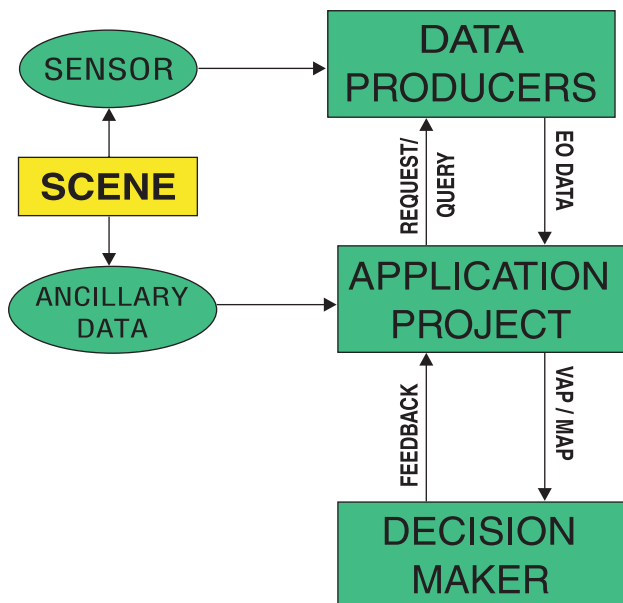 DATA
PRODUCERS
SENSOR
REQUEST/
QUERY
EO DATA
SCENE
APPLICATION
PROJECT
ANCILLARY
DATA
FEEDBACK
VAP / MAP
DECISION
MAKER